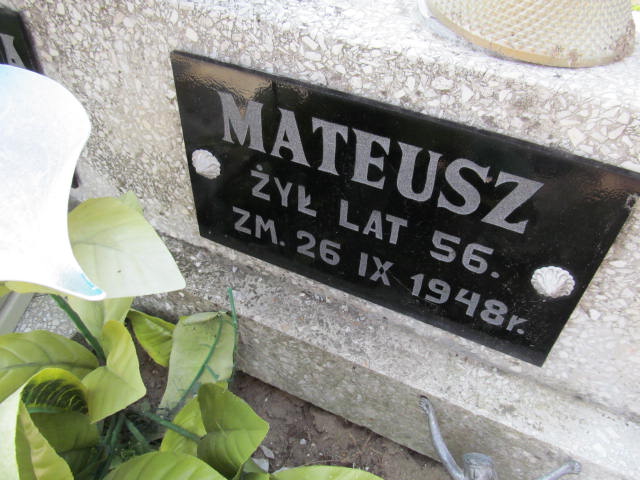 MATEUSZ
ŻYŁ LAT 56.
ZM. 26 IX 1948r.